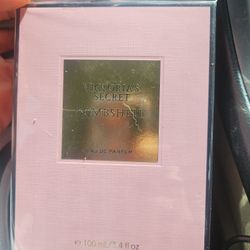 VICTORIA'S
SECRET
BOMBSHELL
EAU DE PARFUM
℮ 100 mL/3.4 fl oz